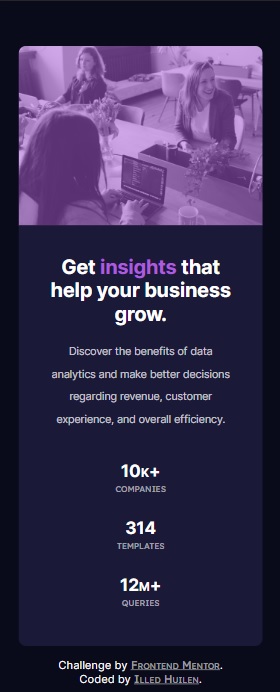 Get insights that
help your business
grow.
Discover the benefits of data
analytics and make better decisions
regarding revenue, customer
experience, and overall efficiency.
10K+
COMPANIES
314
TEMPLATES
12M+
QUERIES
Challenge by Frontend Mentor.
Coded by Illed Huilen.